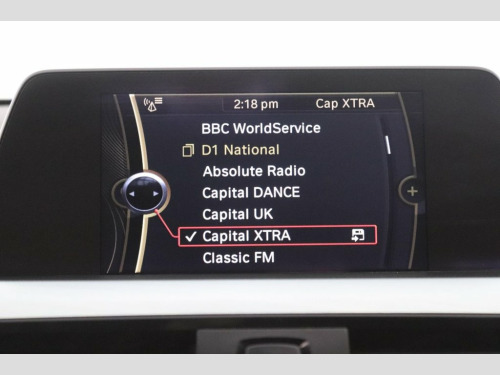 2:18 pm Cap XTRA
BBC WorldService
D1 National
Absolute Radio
Capital DANCE
Capital UK
Capital XTRA
Classic FM